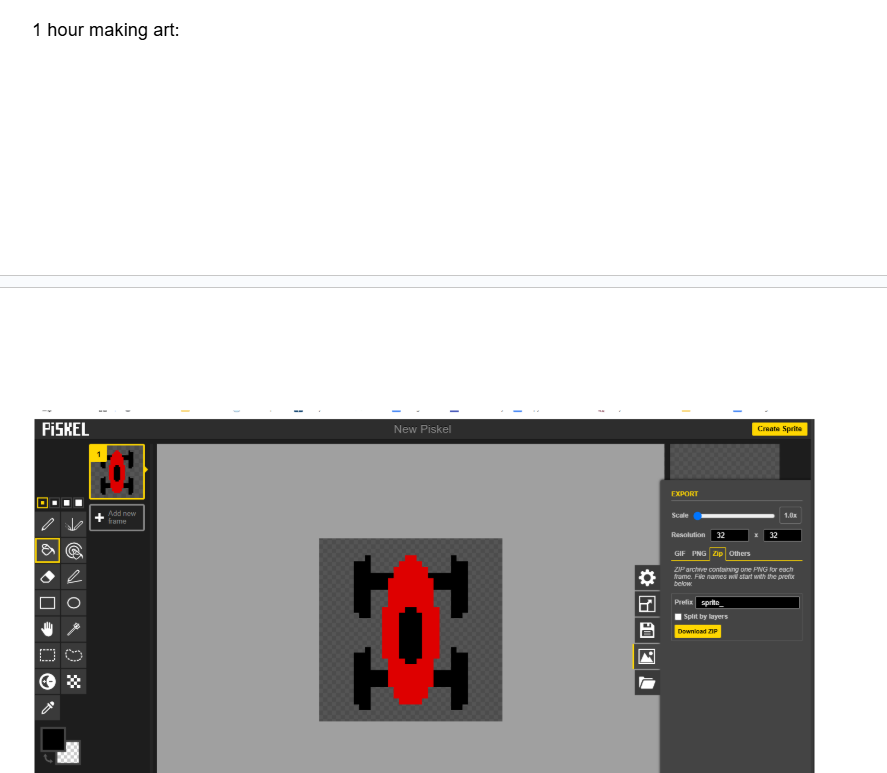 1 hour making art:
PiSKEL
New Piskel
Create Sprite
1
Add new
frame
EXPORT
Scale
1.0x
Resolution 32 x 32
GIF PNG Zip Others
ZIP archive containing one PNG for each
frame. File names will start with the prefix
below.
Prefix sprite_
Split by layers
Download ZIP